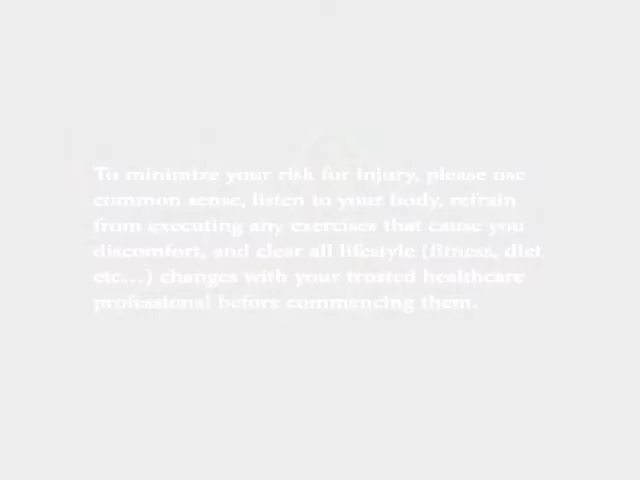 To minimize your risk for injury, please use
common sense, listen to your body, refrain
from executing any exercises that cause you
discomfort, and clear all lifestyle (fitness, diet
etc...) changes with your trusted healthcare
professional before commencing them.